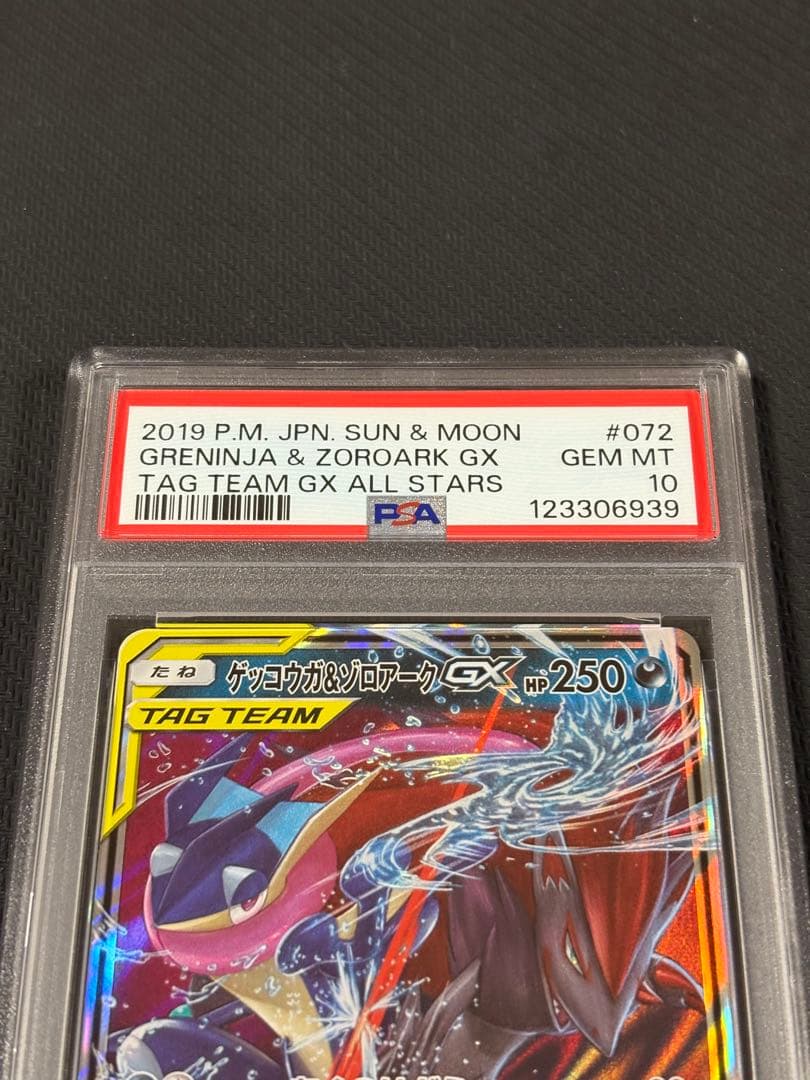 2019 P.M. JPN. SUN & MOON #072
GRENINJA & ZOROARK GX GEM MT
TAG TEAM GX ALL STARS 10
PSA 123306939
たね ゲッコウガ&ゾロアークGX HP250
TAG TEAM